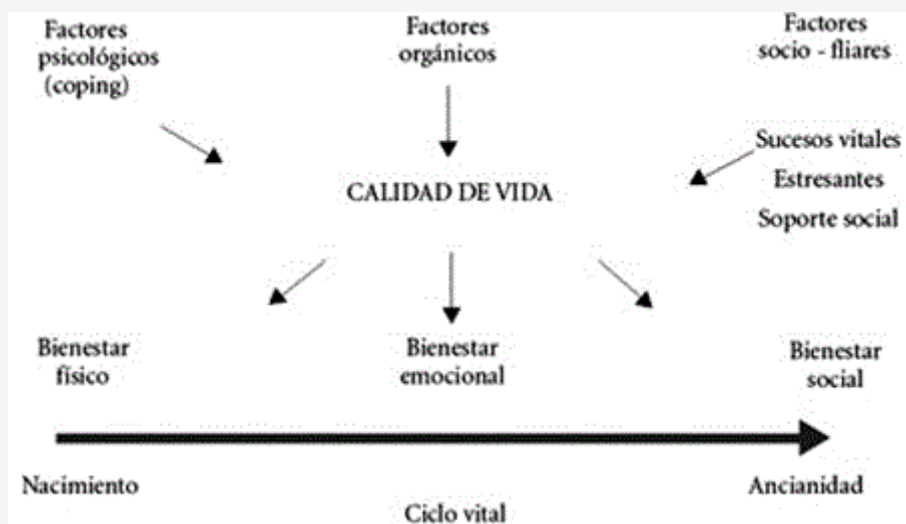 Factores
psicológicos
(coping)
Factores
orgánicos
Factores
socio - fliares
Sucesos vitales
Estresantes
Soporte social
CALIDAD DE VIDA
Bienestar
físico
Bienestar
emocional
Bienestar
social
Nacimiento
Ancianidad
Ciclo vital